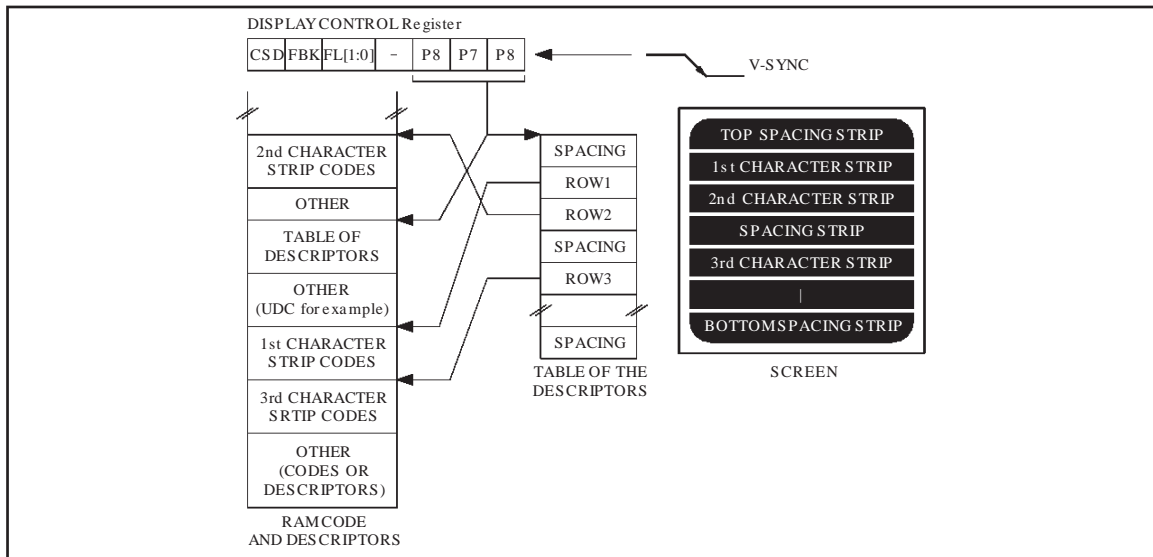 DISPLAY CONTROL Register
CSD FBK FL[1:0] - P8 P7 P8
V-SYNC
2nd CHARACTER
STRIP CODES
OTHER
TABLE OF
DESCRIPTORS
OTHER
(UDC for example)
1st CHARACTER
STRIP CODES
3rd CHARACTER
SRTIP CODES
OTHER
(CODES OR
DESCRIPTORS)
RAM CODE
AND DESCRIPTORS
SPACING
ROW1
ROW2
SPACING
ROW3
SPACING
TABLE OF THE
DESCRIPTORS
TOP SPACING STRIP
1st CHARACTER STRIP
2nd CHARACTER STRIP
SPACING STRIP
3rd CHARACTER STRIP
|
BOTTOM SPACING STRIP
SCREEN